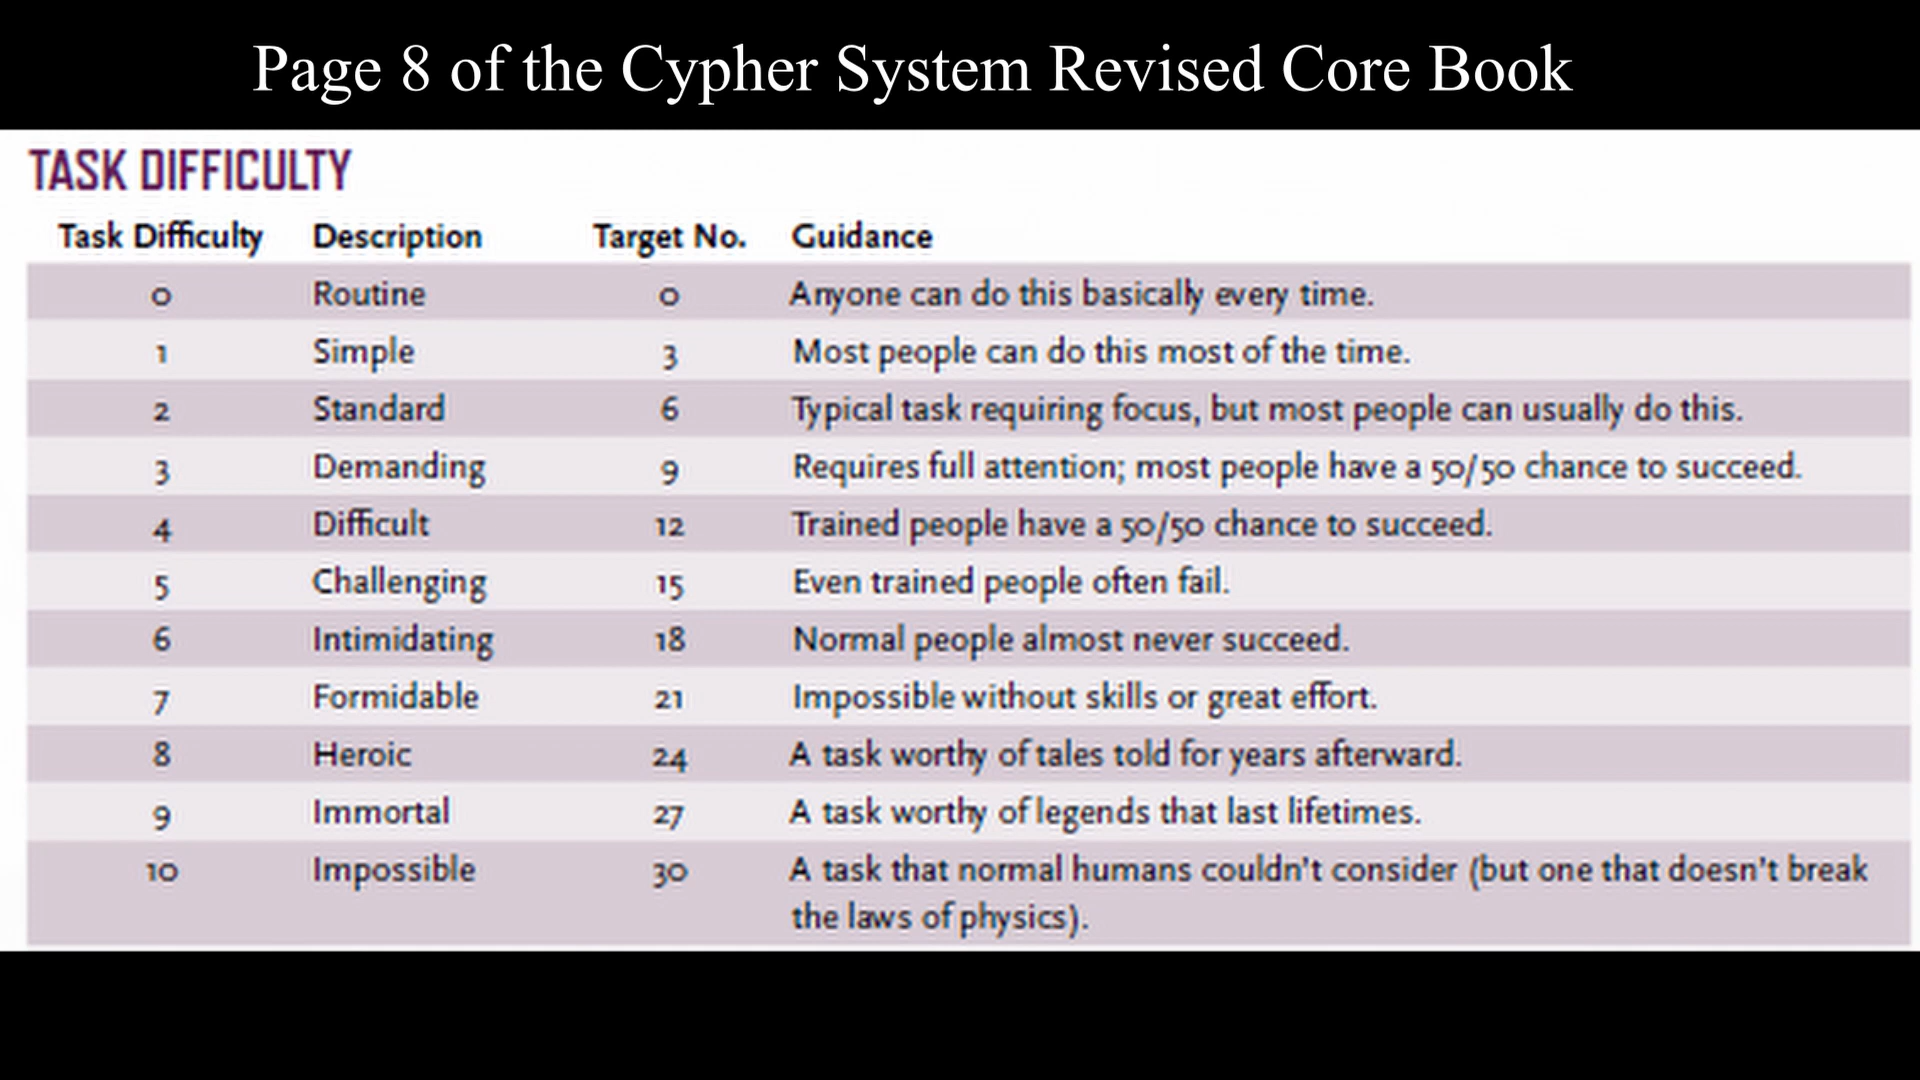 Page 8 of the Cypher System Revised Core Book
TASK DIFFICULTY
Task Difficulty Description Target No. Guidance
0 Routine 0 Anyone can do this basically every time.
1 Simple 3 Most people can do this most of the time.
2 Standard 6 Typical task requiring focus, but most people can usually do this.
3 Demanding 9 Requires full attention; most people have a 50/50 chance to succeed.
4 Difficult 12 Trained people have a 50/50 chance to succeed.
5 Challenging 15 Even trained people often fail.
6 Intimidating 18 Normal people almost never succeed.
7 Formidable 21 Impossible without skills or great effort.
8 Heroic 24 A task worthy of tales told for years afterward.
9 Immortal 27 A task worthy of legends that last lifetimes.
10 Impossible 30 A task that normal humans couldn't consider (but one that doesn't break
the laws of physics).